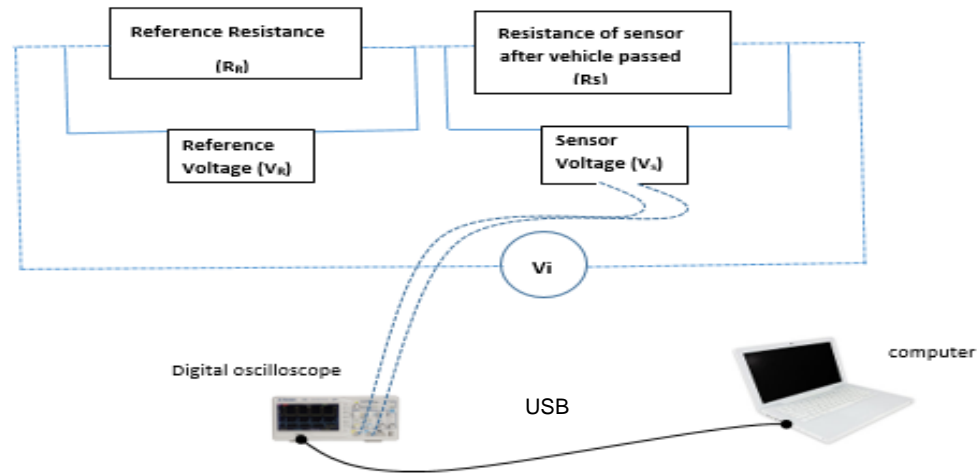 Reference Resistance
(Rᵣ)
Resistance of sensor
after vehicle passed
(Rs)
Reference
Voltage (Vᵣ)
Sensor
Voltage (Vₛ)
Vi
Digital oscilloscope
computer
USB